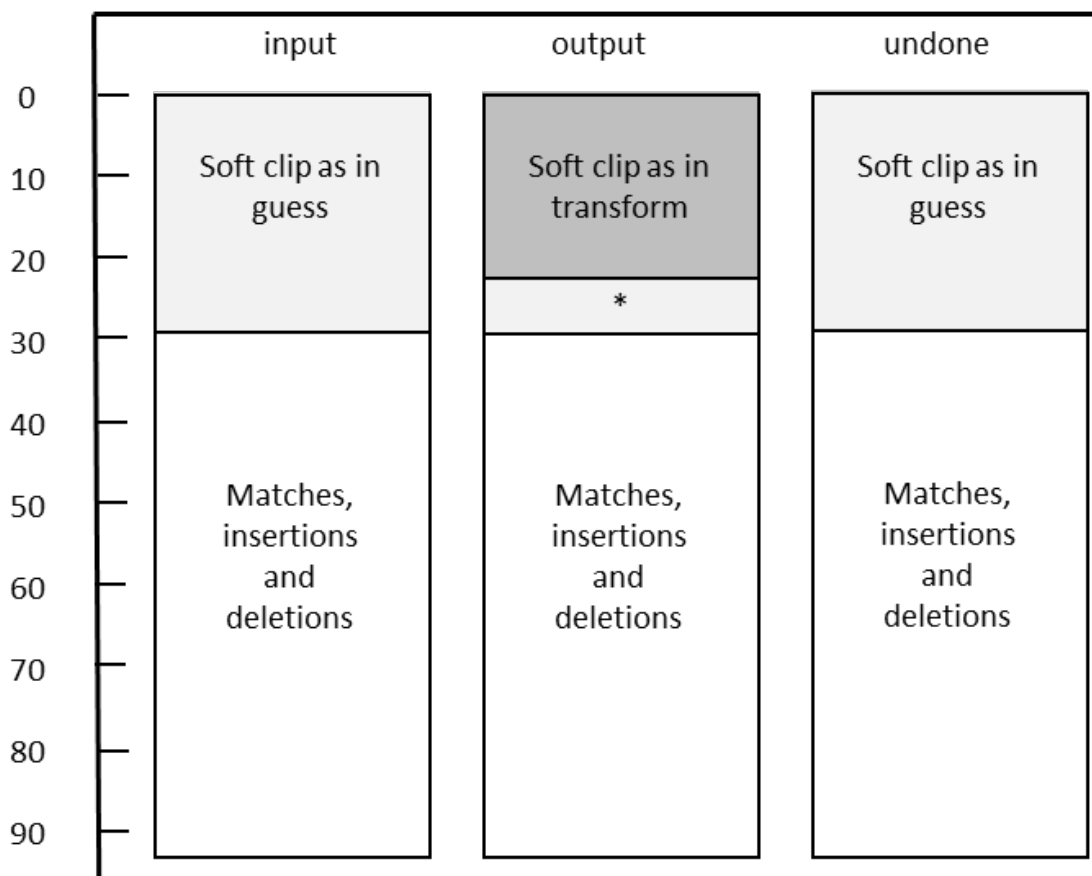 input output undone
0
10
20
30
40
50
60
70
80
90
Soft clip as in
guess
Matches,
insertions
and
deletions
Soft clip as in
transform
*
Matches,
insertions
and
deletions
Soft clip as in
guess
Matches,
insertions
and
deletions